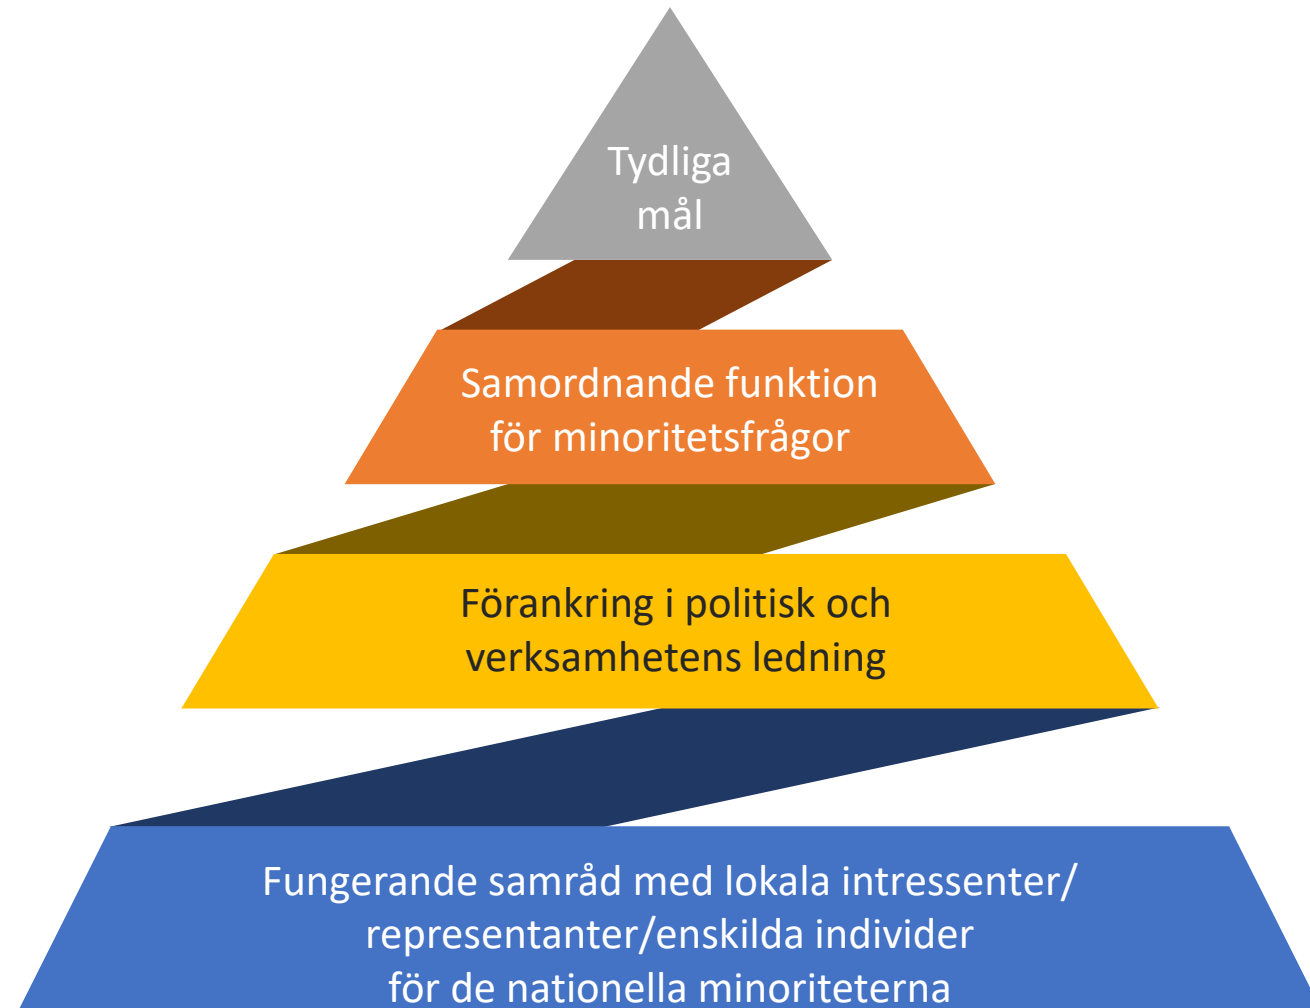 Tydliga
mål
Samordnande funktion
för minoritetsfrågor
Förankring i politisk och
verksamhetens ledning
Fungerande samråd med lokala intressenter/
representanter/enskilda individer
för de nationella minoriteterna